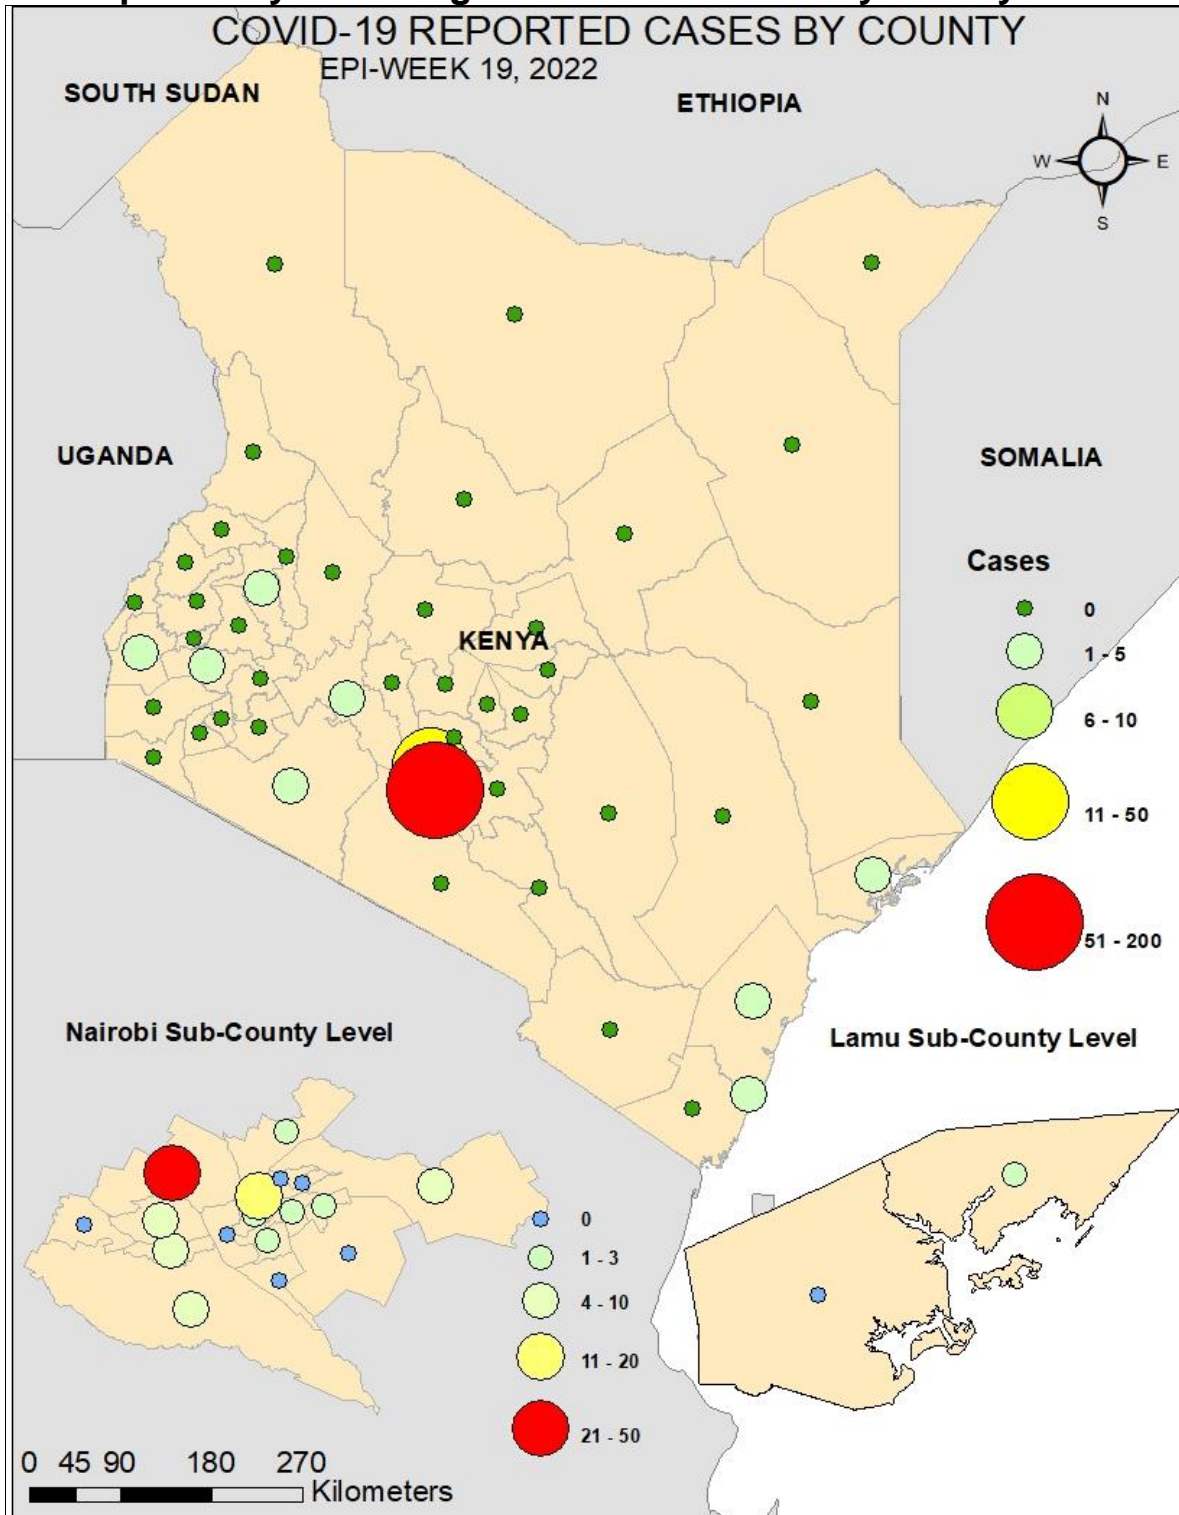 COVID-19 REPORTED CASES BY COUNTY
EPI-WEEK 19, 2022
SOUTH SUDAN
ETHIOPIA
N
W E
S
UGANDA
SOMALIA
Cases
0
1 - 5
KENYA
6 - 10
11 - 50
51 - 200
Nairobi Sub-County Level
Lamu Sub-County Level
0
1 - 3
4 - 10
11 - 20
21 - 50
0 45 90 180 270
Kilometers